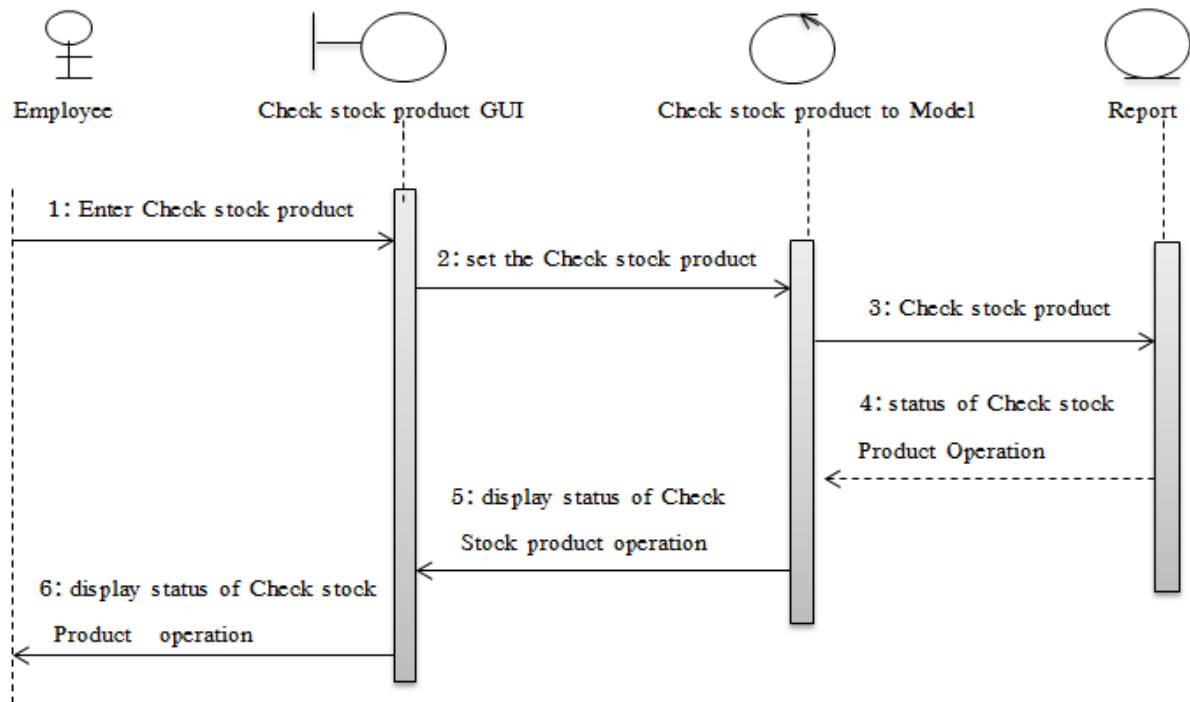 Employee
Check stock product GUI
Check stock product to Model
Report
1: Enter Check stock product
2: set the Check stock product
3: Check stock product
4: status of Check stock
Product Operation
5: display status of Check
Stock product operation
6: display status of Check stock
Product operation